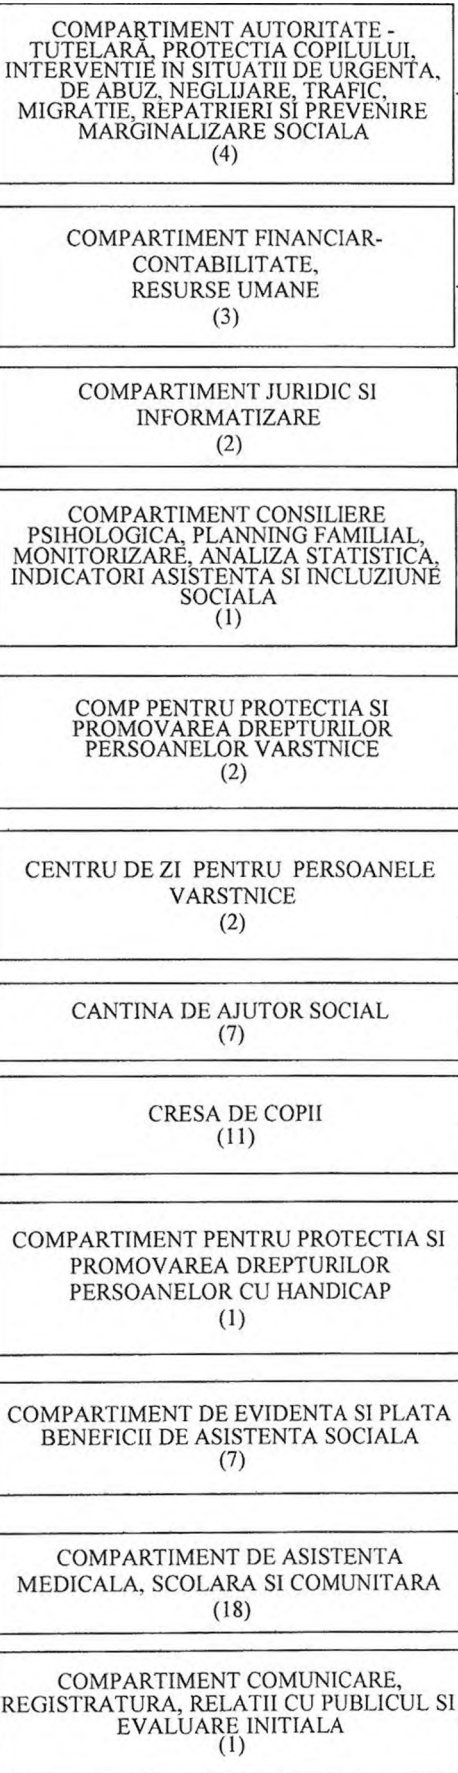 COMPARTIMENT AUTORITATE -
TUTELARĂ, PROTECTIA COPILULUI,
INTERVENTIE IN SITUATII DE URGENTA,
DE ABUZ, NEGLIJARE, TRAFIC,
MIGRATIE, REPATRIERI SI PREVENIRE
MARGINALIZARE SOCIALA
(4)
COMPARTIMENT FINANCIAR-
CONTABILITATE,
RESURSE UMANE
(3)
COMPARTIMENT JURIDIC SI
INFORMATIZARE
(2)
COMPARTIMENT CONSILIERE
PSIHOLOGICA, PLANNING FAMILIAL,
MONITORIZARE, ANALIZA STATISTICA,
INDICATORI ASISTENTA SI INCLUZIUNE
SOCIALA
(1)
COMP PENTRU PROTECTIA SI
PROMOVAREA DREPTURILOR
PERSOANELOR VARSTNICE
(2)
CENTRU DE ZI PENTRU PERSOANELE
VARSTNICE
(2)
CANTINA DE AJUTOR SOCIAL
(7)
CRESA DE COPII
(11)
COMPARTIMENT PENTRU PROTECTIA SI
PROMOVAREA DREPTURILOR
PERSOANELOR CU HANDICAP
(1)
COMPARTIMENT DE EVIDENTA SI PLATA
BENEFICII DE ASISTENTA SOCIALA
(7)
COMPARTIMENT DE ASISTENTA
MEDICALA, SCOLARA SI COMUNITARA
(18)
COMPARTIMENT COMUNICARE,
REGISTRATURA, RELATII CU PUBLICUL SI
EVALUARE INITIALA
(1)